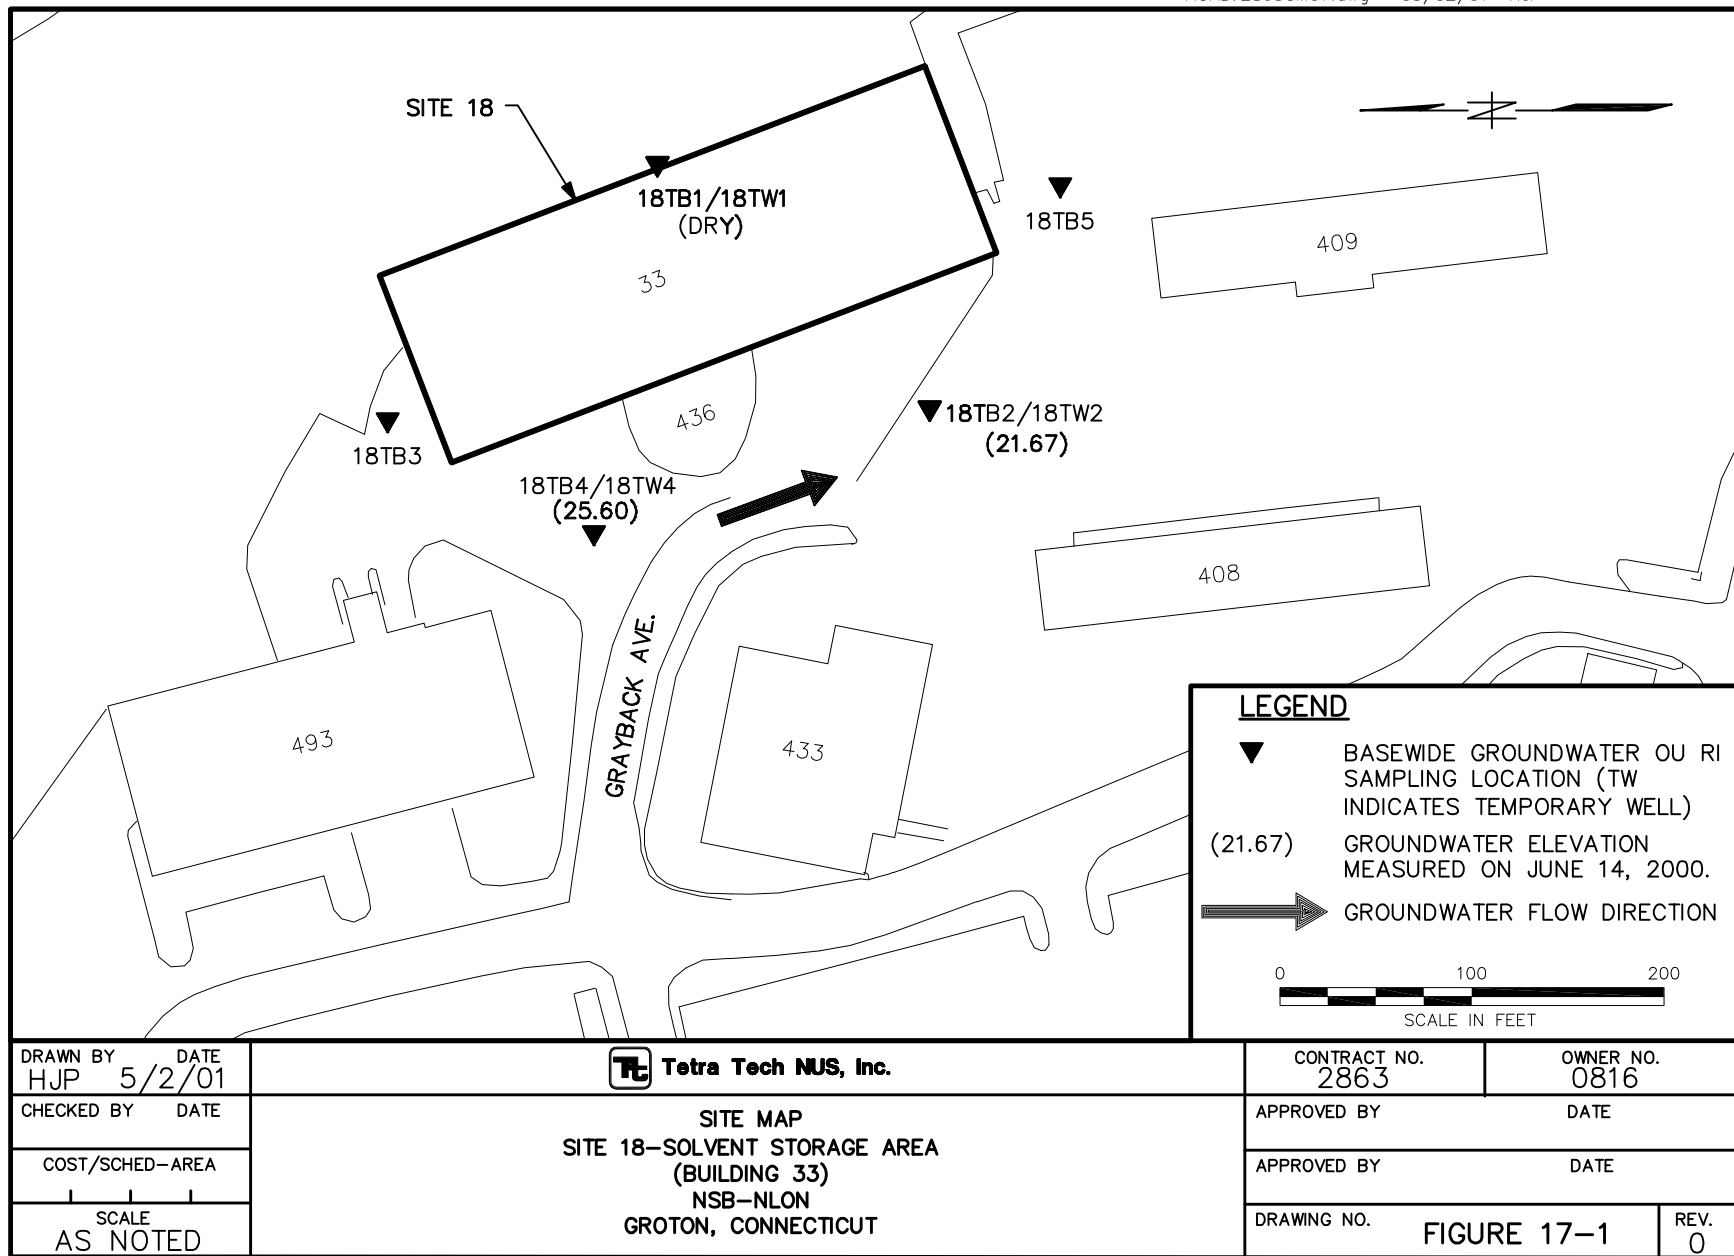 SITE 18
18TB1/18TW1
(DRY)
33
18TB5
409
436
18TB2/18TW2
(21.67)
18TB3
18TB4/18TW4
(25.60)
408
GRAYBACK AVE.
493
433
N
LEGEND
BASEWIDE GROUNDWATER OU RI
SAMPLING LOCATION (TW
INDICATES TEMPORARY WELL)
(21.67) GROUNDWATER ELEVATION
MEASURED ON JUNE 14, 2000.
GROUNDWATER FLOW DIRECTION
0 100 200
SCALE IN FEET
DRAWN BY DATE
HJP 5/2/01
CHECKED BY DATE
COST/SCHED-AREA
SCALE
AS NOTED
Tt Tetra Tech NUS, Inc.
SITE MAP
SITE 18-SOLVENT STORAGE AREA
(BUILDING 33)
NSB-NLON
GROTON, CONNECTICUT
CONTRACT NO.
2863
OWNER NO.
0816
APPROVED BY DATE
APPROVED BY DATE
DRAWING NO.
FIGURE 17-1
REV.
0